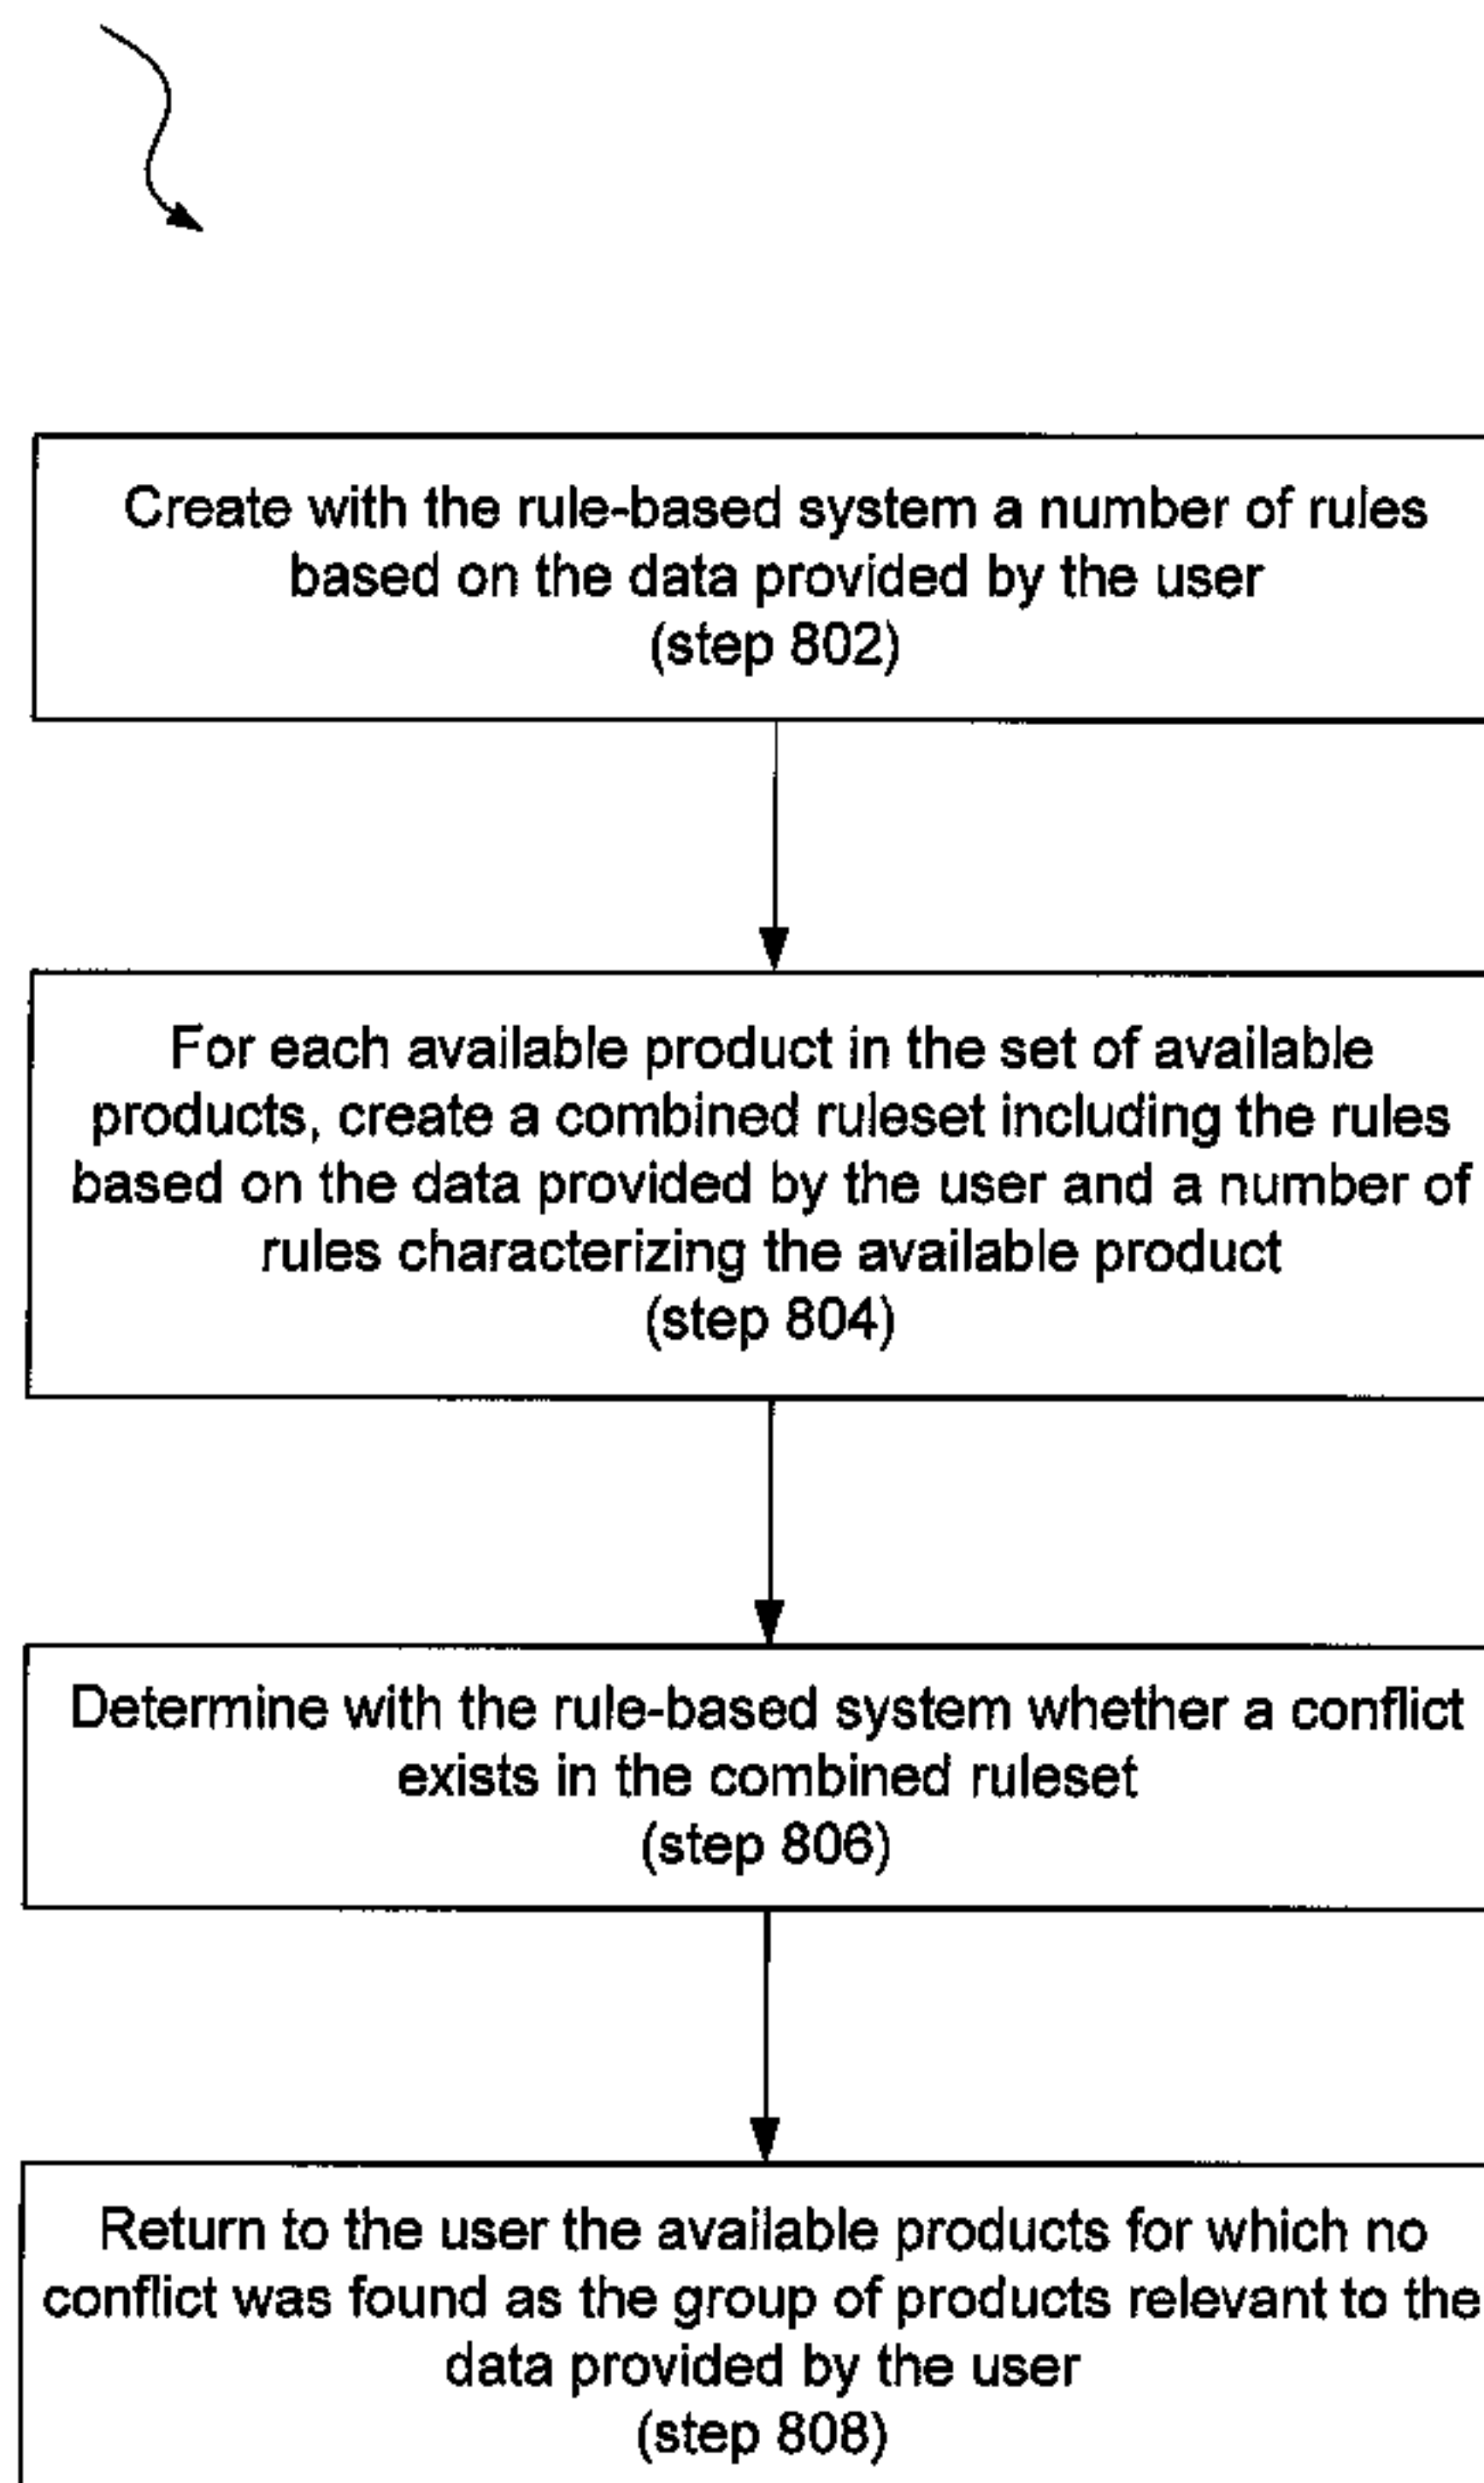 Create with the rule-based system a number of rules
based on the data provided by the user
(step 802)
For each available product in the set of available
products, create a combined ruleset including the rules
based on the data provided by the user and a number of
rules characterizing the available product
(step 804)
Determine with the rule-based system whether a conflict
exists in the combined ruleset
(step 806)
Return to the user the available products for which no
conflict was found as the group of products relevant to the
data provided by the user
(step 808)